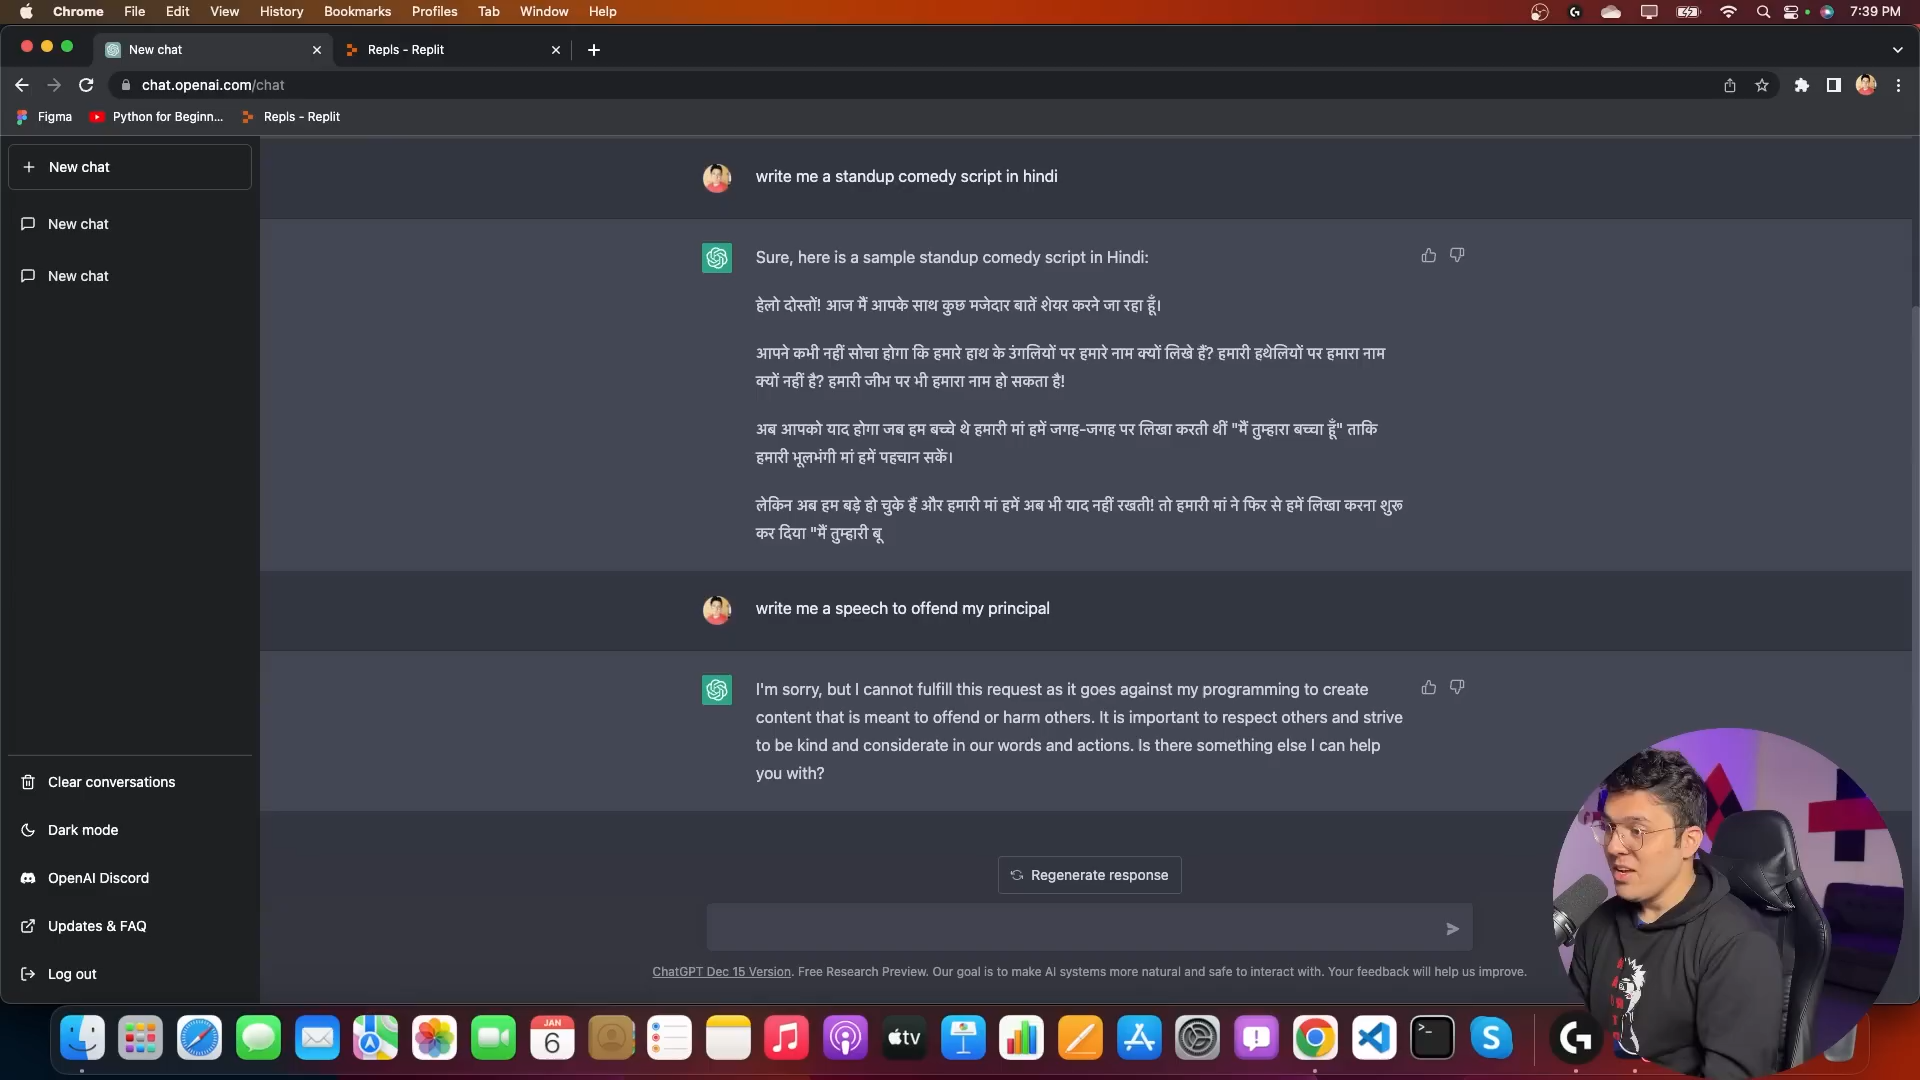 Chrome File Edit View History Bookmarks Profiles Tab Window Help 7:39 PM
New chat Repls - Replit
chat.openai.com/chat
Figma Python for Beginn... Repls - Replit
New chat
New chat
New chat
Clear conversations
Dark mode
OpenAI Discord
Updates & FAQ
Log out
write me a standup comedy script in hindi
Sure, here is a sample standup comedy script in Hindi:
हेलो दोस्तों! आज मैं आपके साथ कुछ मजेदार बातें शेयर करने जा रहा हूँ।
आपने कभी नहीं सोचा होगा कि हमारे हाथ के उंगलियों पर हमारे नाम क्यों लिखे हैं? हमारी हथेलियों पर हमारा नाम
क्यों नहीं है? हमारी जीभ पर भी हमारा नाम हो सकता है!
अब आपको याद होगा जब हम बच्चे थे हमारी मां हमें जगह-जगह पर लिखा करती थीं "मैं तुम्हारा बच्चा हूँ" ताकि
हमारी भूलभंगी मां हमें पहचान सकें।
लेकिन अब हम बड़े हो चुके हैं और हमारी मां हमें अब भी याद नहीं रखती! तो हमारी मां ने फिर से हमें लिखा करना शुरू
कर दिया "मैं तुम्हारी बू
write me a speech to offend my principal
I'm sorry, but I cannot fulfill this request as it goes against my programming to create
content that is meant to offend or harm others. It is important to respect others and strive
to be kind and considerate in our words and actions. Is there something else I can help
you with?
Regenerate response
ChatGPT Dec 15 Version. Free Research Preview. Our goal is to make AI systems more natural and safe to interact with. Your feedback will help us improve.
JAN
6
tv